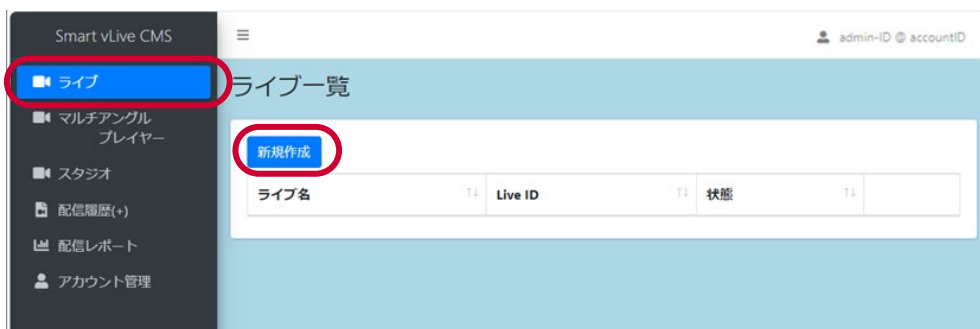 Smart vLive CMS
admin-ID @ accountID
ライブ
マルチアングル
プレイヤー
スタジオ
配信履歴(+)
配信レポート
アカウント管理
ライブ一覧
新規作成
ライブ名 Live ID 状態